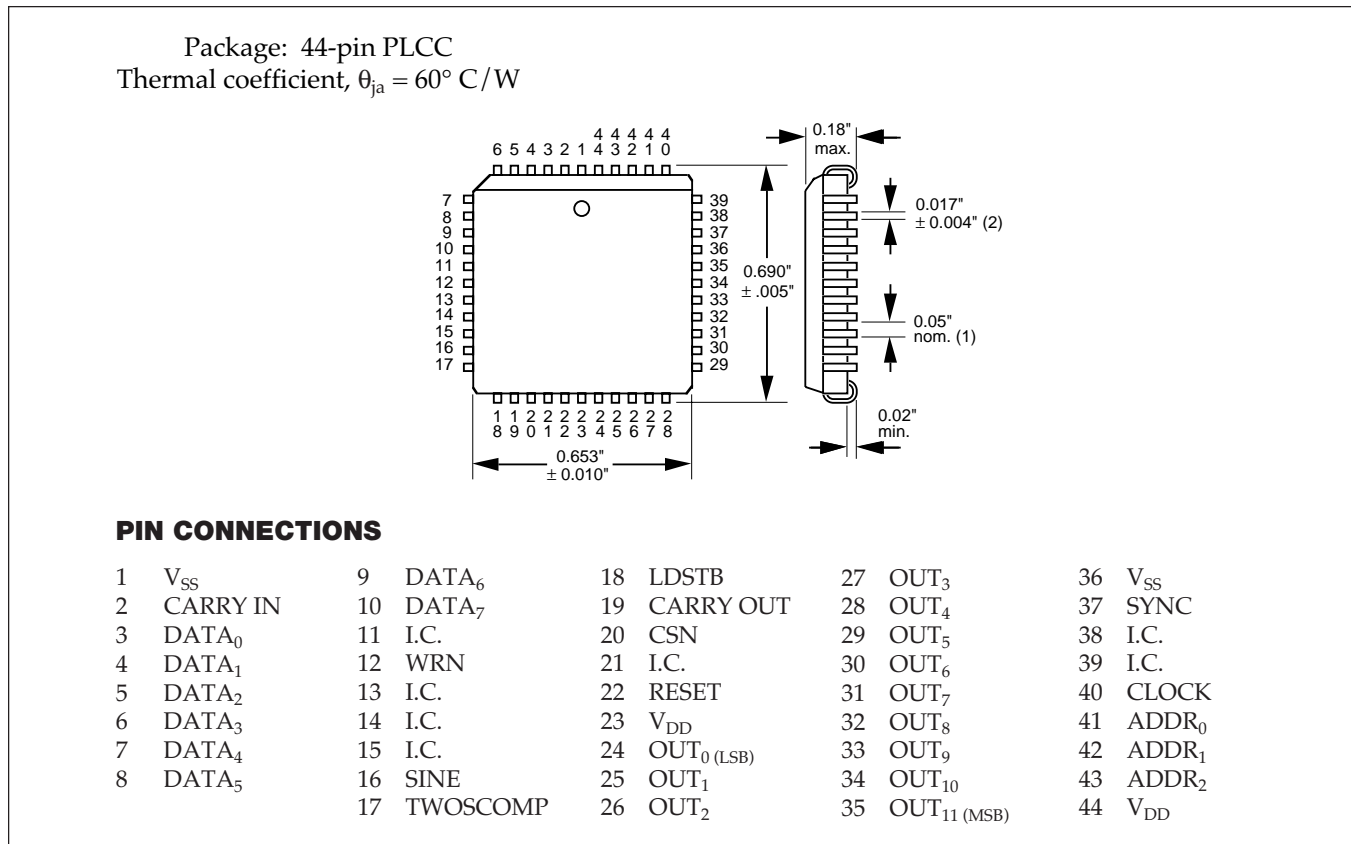 Package: 44-pin PLCC
Thermal coefficient, θja = 60° C/W
6 5 4 3 2 1 44 43 42 41 40
7
8
9
10
11
12
13
14
15
16
17
39
38
37
36
35
34
33
32
31
30
29
18 19 20 21 22 23 24 25 26 27 28
0.653"
± 0.010"
0.690"
± .005"
0.18"
max.
0.017"
± 0.004" (2)
0.05"
nom. (1)
0.02"
min.
PIN CONNECTIONS
1 VSS
2 CARRY IN
3 DATA0
4 DATA1
5 DATA2
6 DATA3
7 DATA4
8 DATA5
9 DATA6
10 DATA7
11 I.C.
12 WRN
13 I.C.
14 I.C.
15 I.C.
16 SINE
17 TWOSCOMP
18 LDSTB
19 CARRY OUT
20 CSN
21 I.C.
22 RESET
23 VDD
24 OUT0 (LSB)
25 OUT1
26 OUT2
27 OUT3
28 OUT4
29 OUT5
30 OUT6
31 OUT7
32 OUT8
33 OUT9
34 OUT10
35 OUT11 (MSB)
36 VSS
37 SYNC
38 I.C.
39 I.C.
40 CLOCK
41 ADDR0
42 ADDR1
43 ADDR2
44 VDD